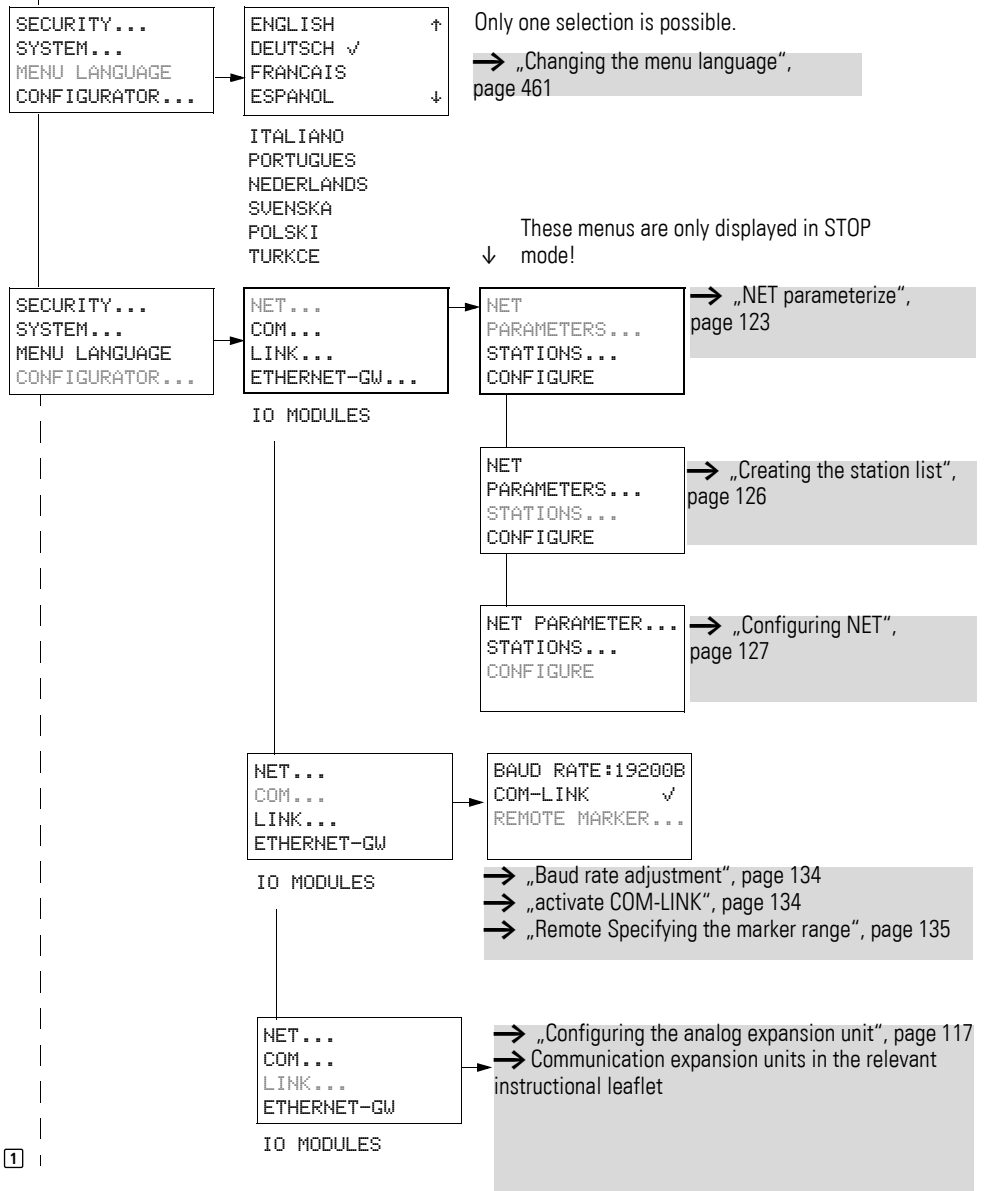 SECURITY...
SYSTEM...
MENU LANGUAGE
CONFIGURATOR...
ENGLISH ↑
DEUTSCH √
FRANCAIS
ESPANOL ↓
ITALIANO
PORTUGUES
NEDERLANDS
SVENSKA
POLSKI
TURKCE
Only one selection is possible.
→ „Changing the menu language“,
page 461
These menus are only displayed in STOP
↓ mode!
SECURITY...
SYSTEM...
MENU LANGUAGE
CONFIGURATOR...
NET...
COM...
LINK...
ETHERNET-GW...
IO MODULES
NET
PARAMETERS...
STATIONS...
CONFIGURE
→ „NET parameterize“,
page 123
NET
PARAMETERS...
STATIONS...
CONFIGURE
→ „Creating the station list“,
page 126
NET PARAMETER...
STATIONS...
CONFIGURE
→ „Configuring NET“,
page 127
NET...
COM...
LINK...
ETHERNET-GW
IO MODULES
BAUD RATE:19200B
COM-LINK √
REMOTE MARKER...
→ „Baud rate adjustment“, page 134
→ „activate COM-LINK“, page 134
→ „Remote Specifying the marker range“, page 135
NET...
COM...
LINK...
ETHERNET-GW
IO MODULES
→ „Configuring the analog expansion unit“, page 117
→ Communication expansion units in the relevant
instructional leaflet
1